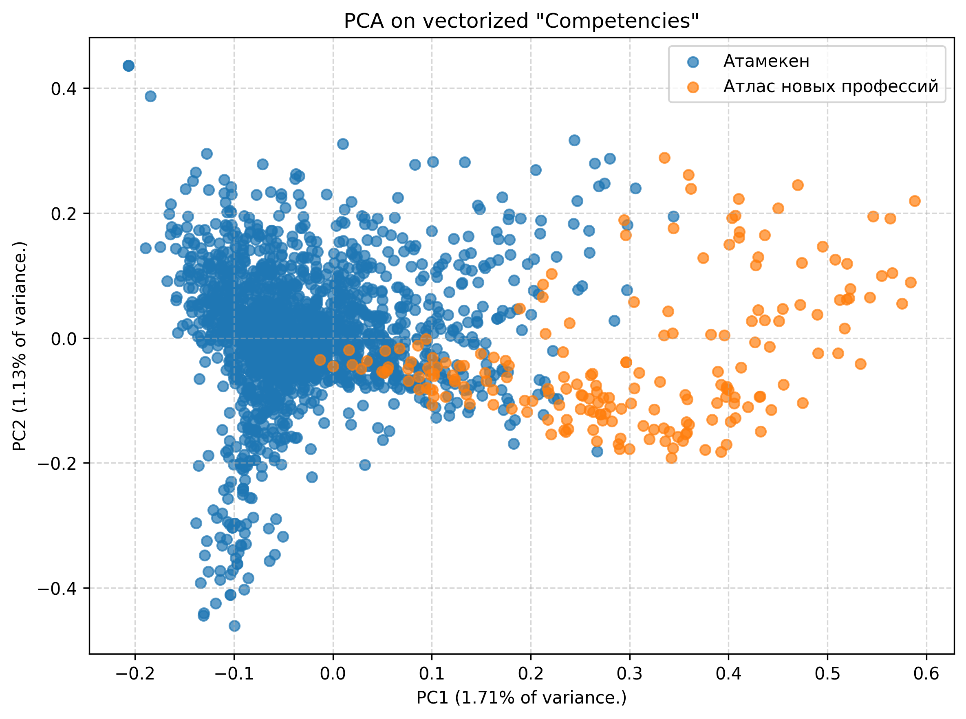 PCA on vectorized "Competencies"
Атамекен
Атлас новых профессий
0.4
0.2
0.0
−0.2
−0.4
PC2 (1.13% of variance.)
−0.2 −0.1 0.0 0.1 0.2 0.3 0.4 0.5 0.6
PC1 (1.71% of variance.)